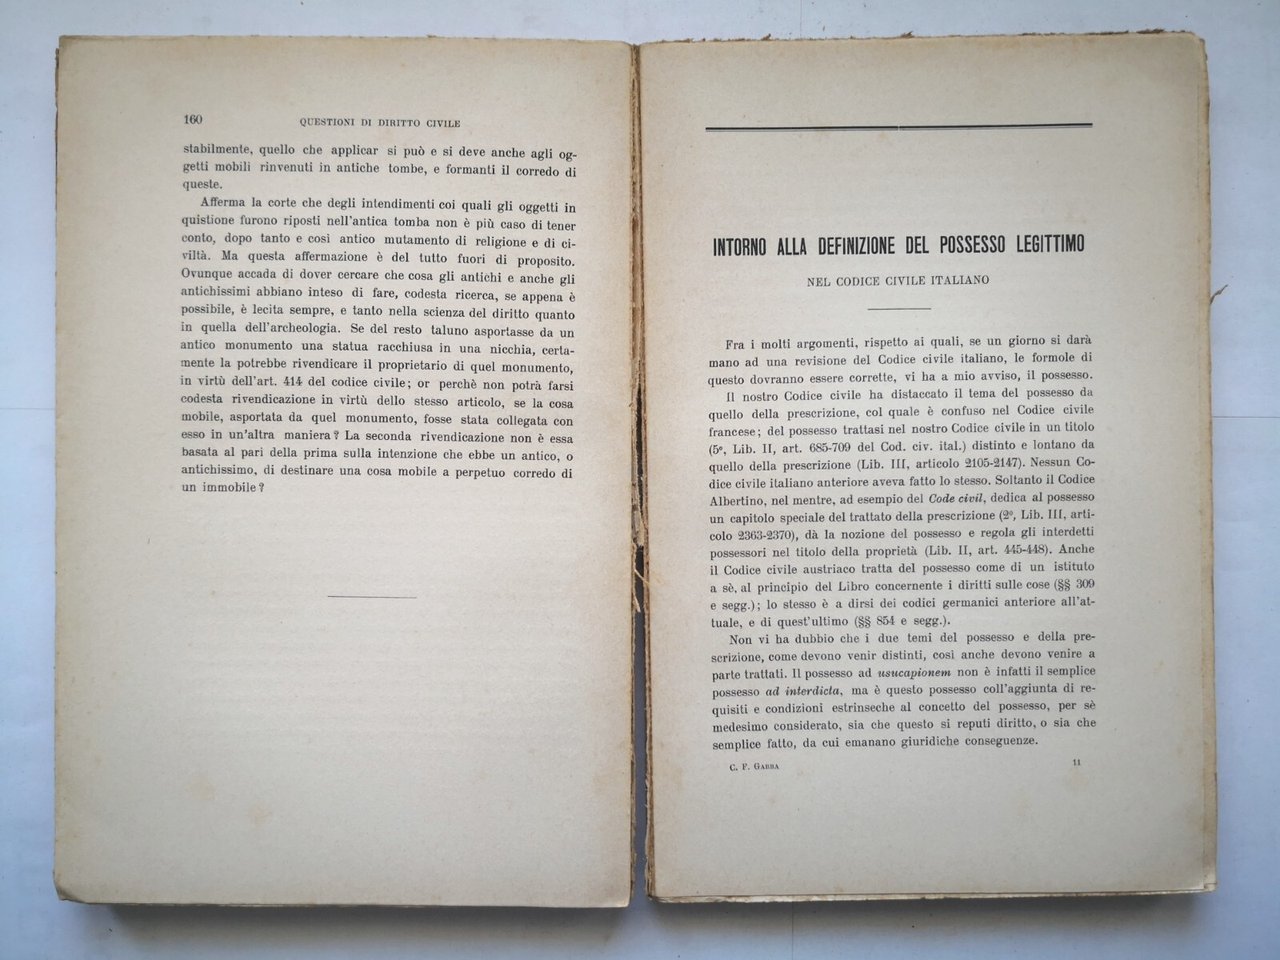 160 QUESTIONI DI DIRITTO CIVILE
stabilmente, quello che applicar si può e si deve anche agli og-
getti mobili rinvenuti in antiche tombe, e formanti il corredo di
queste.
Afferma la corte che degli intendimenti coi quali gli oggetti in
quistione furono riposti nell'antica tomba non è più caso di tener
conto, dopo tanto e così antico mutamento di religione e di ci-
viltà. Ma questa affermazione è del tutto fuori di proposito.
Ovunque accada di dover cercare che cosa gli antichi e anche gli
antichissimi abbiano inteso di fare, codesta ricerca, se appena è
possibile, è lecita sempre, e tanto nella scienza del diritto quanto
in quella dell'archeologia. Se del resto taluno asportasse da un
antico monumento una statua racchiusa in una nicchia, certa-
mente la potrebbe rivendicare il proprietario di quel monumento,
in virtù dell'art. 414 del codice civile; or perchè non potrà farsi
codesta rivendicazione in virtù dello stesso articolo, se la cosa
mobile, asportata da quel monumento, fosse stata collegata con
esso in un'altra maniera? La seconda rivendicazione non è essa
basata al pari della prima sulla intenzione che ebbe un antico, o
antichissimo, di destinare una cosa mobile a perpetuo corredo di
un immobile?
INTORNO ALLA DEFINIZIONE DEL POSSESSO LEGITTIMO
NEL CODICE CIVILE ITALIANO
Fra i molti argomenti, rispetto ai quali, se un giorno si darà
mano ad una revisione del Codice civile italiano, le formole di
questo dovranno essere corrette, vi ha a mio avviso, il possesso.
Il nostro Codice civile ha distaccato il tema del possesso da
quello della prescrizione, col quale è confuso nel Codice civile
francese; del possesso trattasi nel nostro Codice civile in un titolo
(5º, Lib. II, art. 685-709 del Cod. civ. ital.) distinto e lontano da
quello della prescrizione (Lib. III, articolo 2105-2147). Nessun Co-
dice civile italiano anteriore aveva fatto lo stesso. Soltanto il Codice
Albertino, nel mentre, ad esempio del Code civil, dedica al possesso
un capitolo speciale del trattato della prescrizione (2º, Lib. III, arti-
colo 2363-2370), dà la nozione del possesso e regola gli interdetti
possessori nel titolo della proprietà (Lib. II, art. 445-448). Anche
il Codice civile austriaco tratta del possesso come di un istituto
a sè, al principio del Libro concernente i diritti sulle cose (§§ 309
e segg.); lo stesso è a dirsi dei codici germanici anteriore all'at-
tuale, e di quest'ultimo (§§ 854 e segg.).
Non vi ha dubbio che i due temi del possesso e della pre-
scrizione, come devono venir distinti, così anche devono venire a
parte trattati. Il possesso ad usucapionem non è infatti il semplice
possesso ad interdicta, ma è questo possesso coll'aggiunta di re-
quisiti e condizioni estrinseche al concetto del possesso, per sè
medesimo considerato, sia che questo si reputi diritto, o sia che
semplice fatto, da cui emanano giuridiche conseguenze.
C. F. GABBA 11